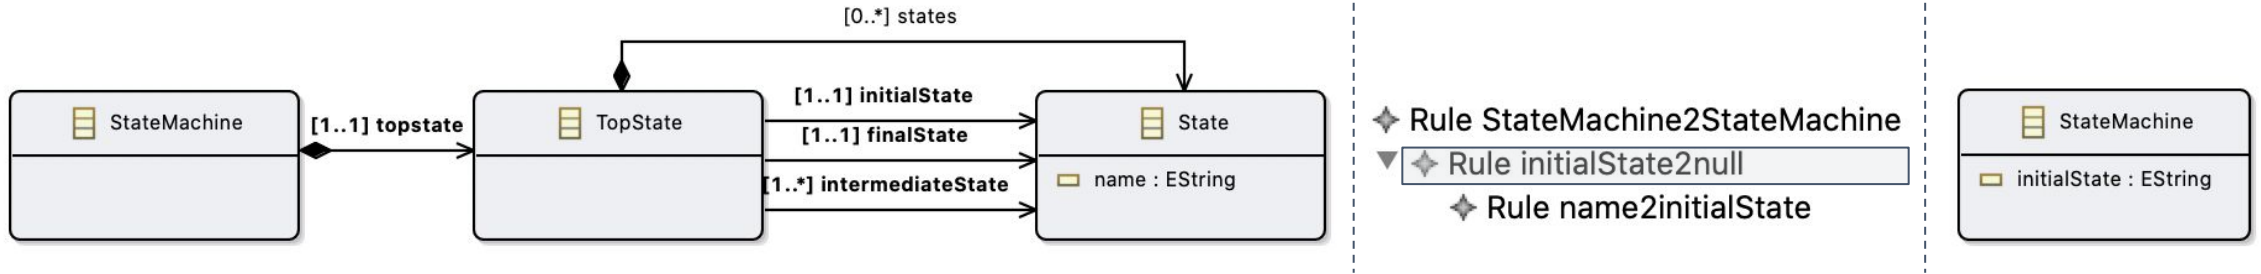 [0..*] states
StateMachine
[1..1] topstate
TopState
[1..1] initialState
[1..1] finalState
[1..*] intermediateState
State
name : EString
Rule StateMachine2StateMachine
Rule initialState2null
Rule name2initialState
StateMachine
initialState : EString